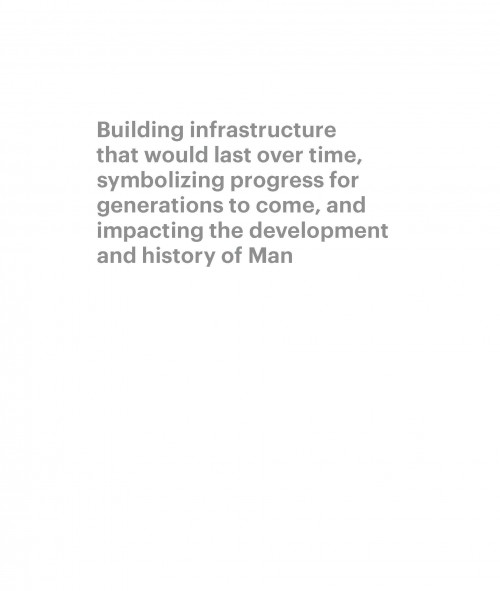 Building infrastructure
that would last over time,
symbolizing progress for
generations to come, and
impacting the development
and history of Man